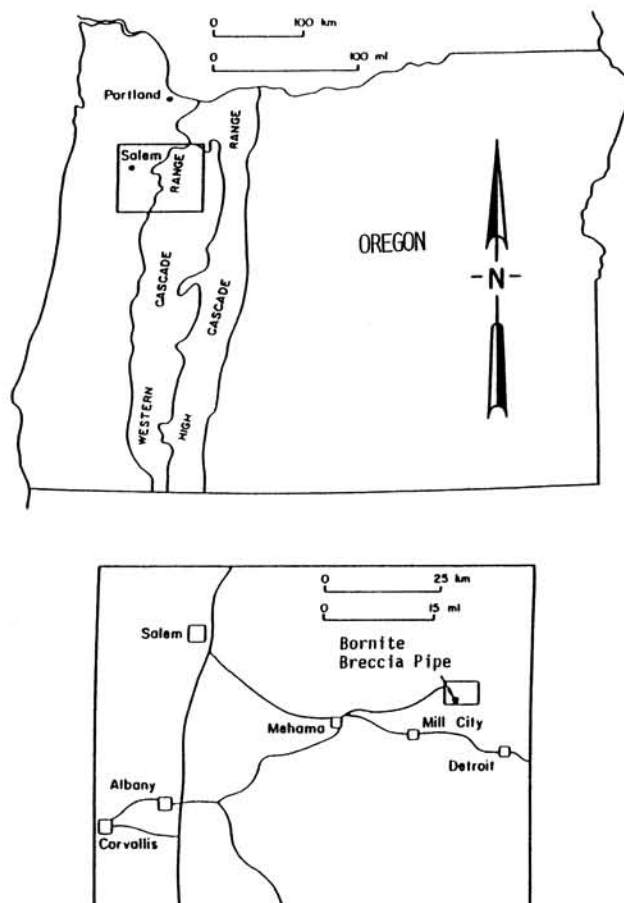 0 100 km
0 100 mi
Portland
Salem
RANGE
RANGE
OREGON
N
CASCADE
CASCADE
WESTERN
HIGH
0 25 km
0 15 mi
Salem
Bornite
Breccia Pipe
Mehama
Mill City
Detroit
Albany
Corvallis